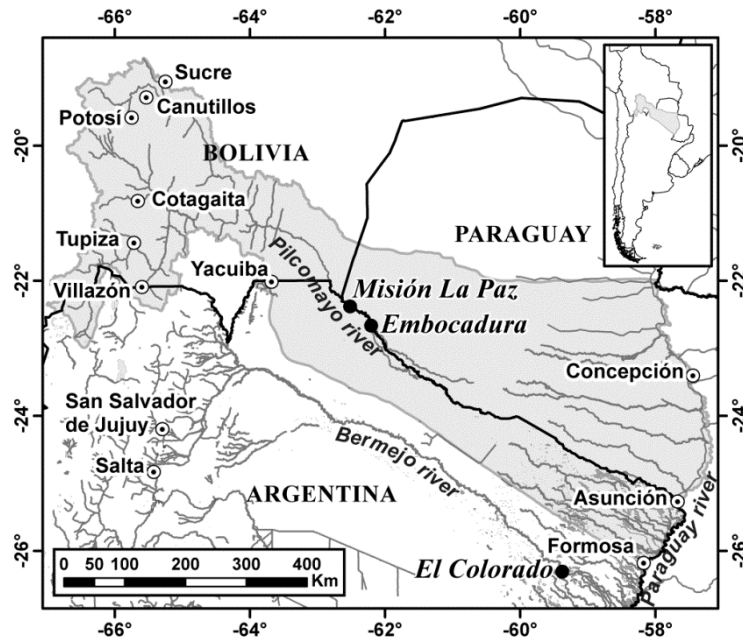 -66° -64° -62° -60° -58°
Sucre
Canutillos
Potosí
-20° -20°
BOLIVIA
Cotagaita
PARAGUAY
Tupiza
Pilcomayo river
Yacuiba
-22° -22°
Villazón
Misión La Paz
Embocadura
Concepción
-24° -24°
San Salvador
de Jujuy
Bermejo river
Salta
ARGENTINA
Asunción
Paraguay river
Formosa
-26° -26°
El Colorado
0 50 100 200 300 400
Km
-66° -64° -62° -60° -58°